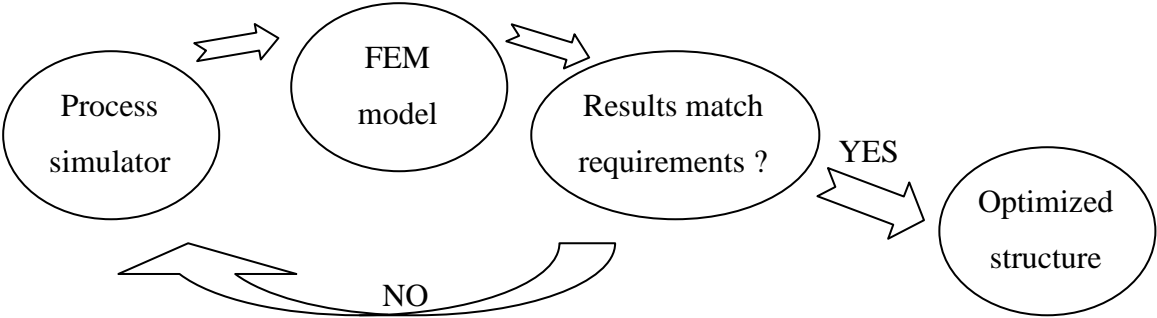 Process
simulator
FEM
model
Results match
requirements ?
YES
Optimized
structure
NO